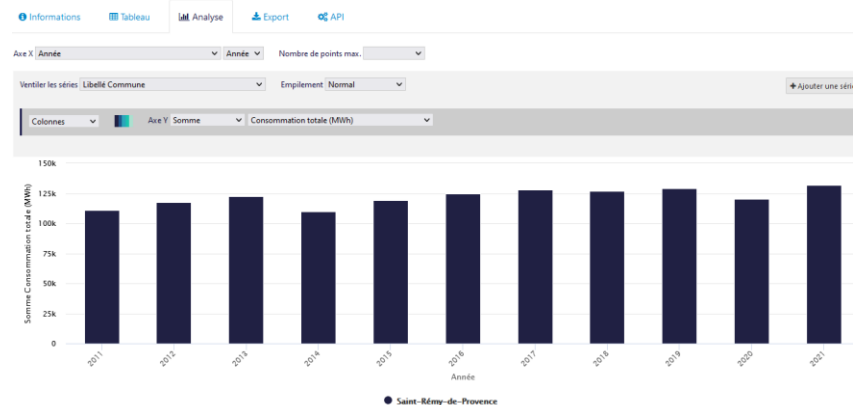 Informations Tableau Analyse Export API
Axe X Année Année Nombre de points max.
Ventiler les séries Libellé Commune Empilement Normal + Ajouter une série
Colonnes Axe Y Somme Consommation totale (MWh)
Somme Consommation totale (MWh)
150k
125k
100k
75k
50k
25k
0
2011 2012 2013 2014 2015 2016 2017 2018 2019 2020 2021
Année
Saint-Rémy-de-Provence